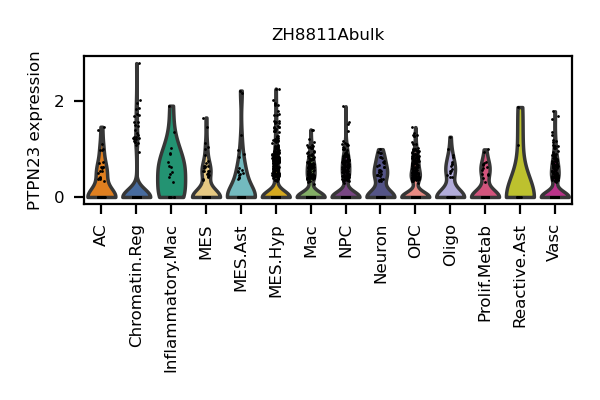 ZH8811Abulk
PTPN23 expression
2
0
AC
Chromatin.Reg
Inflammatory.Mac
MES
MES.Ast
MES.Hyp
Mac
NPC
Neuron
OPC
Oligo
Prolif.Metab
Reactive.Ast
Vasc